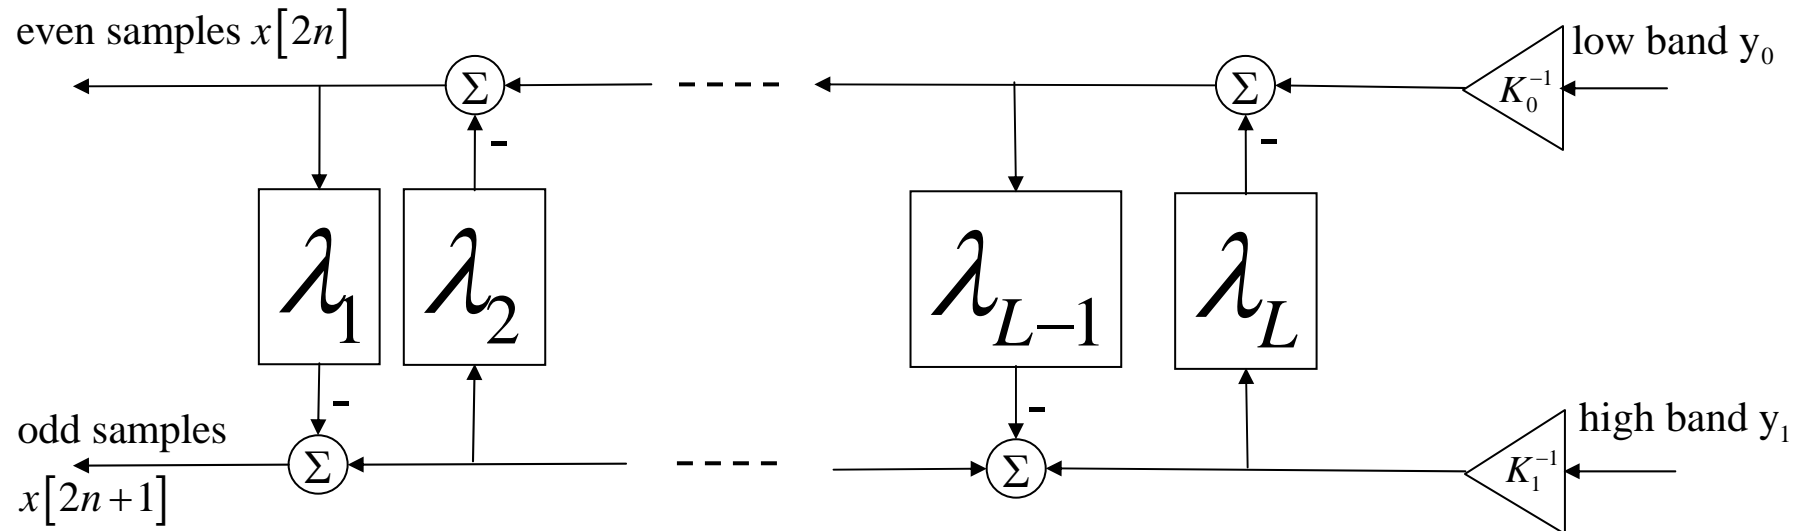 even samples x[2n]
low band y₀
Σ
Σ
K₀⁻¹
-
-
λ₁
λ₂
λ_{L−1}
λ_L
-
-
odd samples
x[2n+1]
Σ
Σ
K₁⁻¹
high band y₁